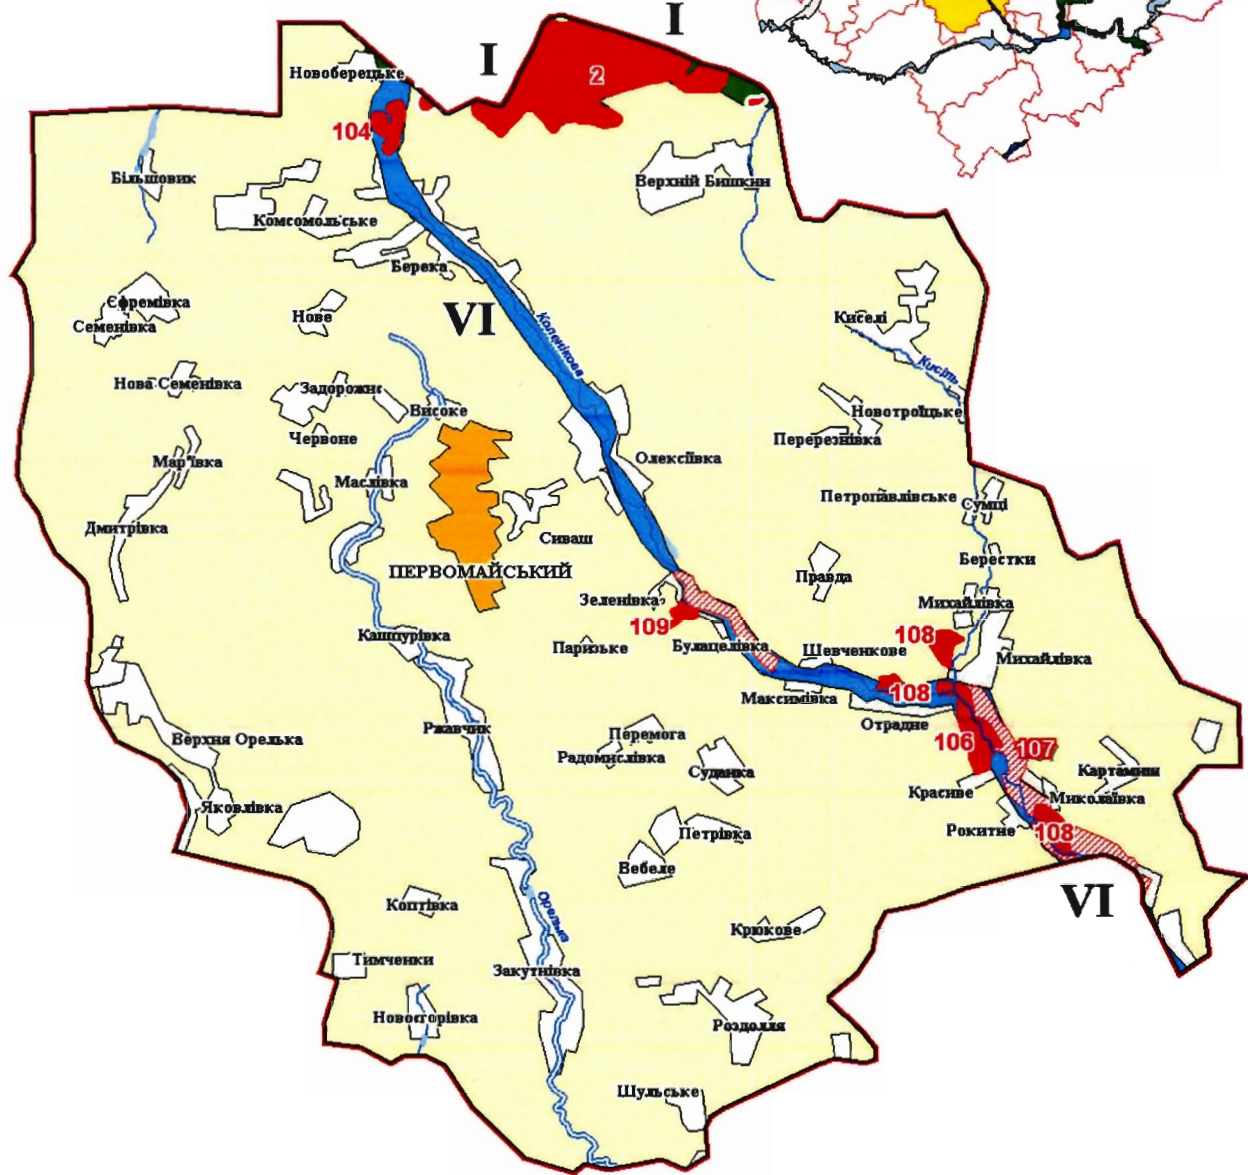 I
I
2
Новоберецьке
104
Більшовик
Верхній Бишкин
Комсомольське
Берека
Єфремівка
Семенівка
Нове
VI
Коленікове
Киселі
Кисіль
Нова Семенівка
Задорожнє
Високе
Новотроїцьке
Червоне
Перерезнівка
Мар'ївка
Олексіївка
Маслівка
Петропавлівське
Сумці
Дмитрівка
Сиваш
Берестки
ПЕРВОМАЙСЬКИЙ
Правда
Зеленівка
Михайлівка
109
Кашпурівка
108
Паризьке
Булацелівка
Шевченкове
Михайлівка
108
Максимівка
Отрадне
Ржавчик
Верхня Орелька
Перемога
106
107
Радомислівка
Суданка
Картамиш
Красиве
Миколаївка
Яковлівка
Рокитне
108
Петрівка
Вебеле
VI
Коптівка
Орелька
Крюкове
Тимченки
Закутнівка
Новоєгорівка
Роздолля
Шульське